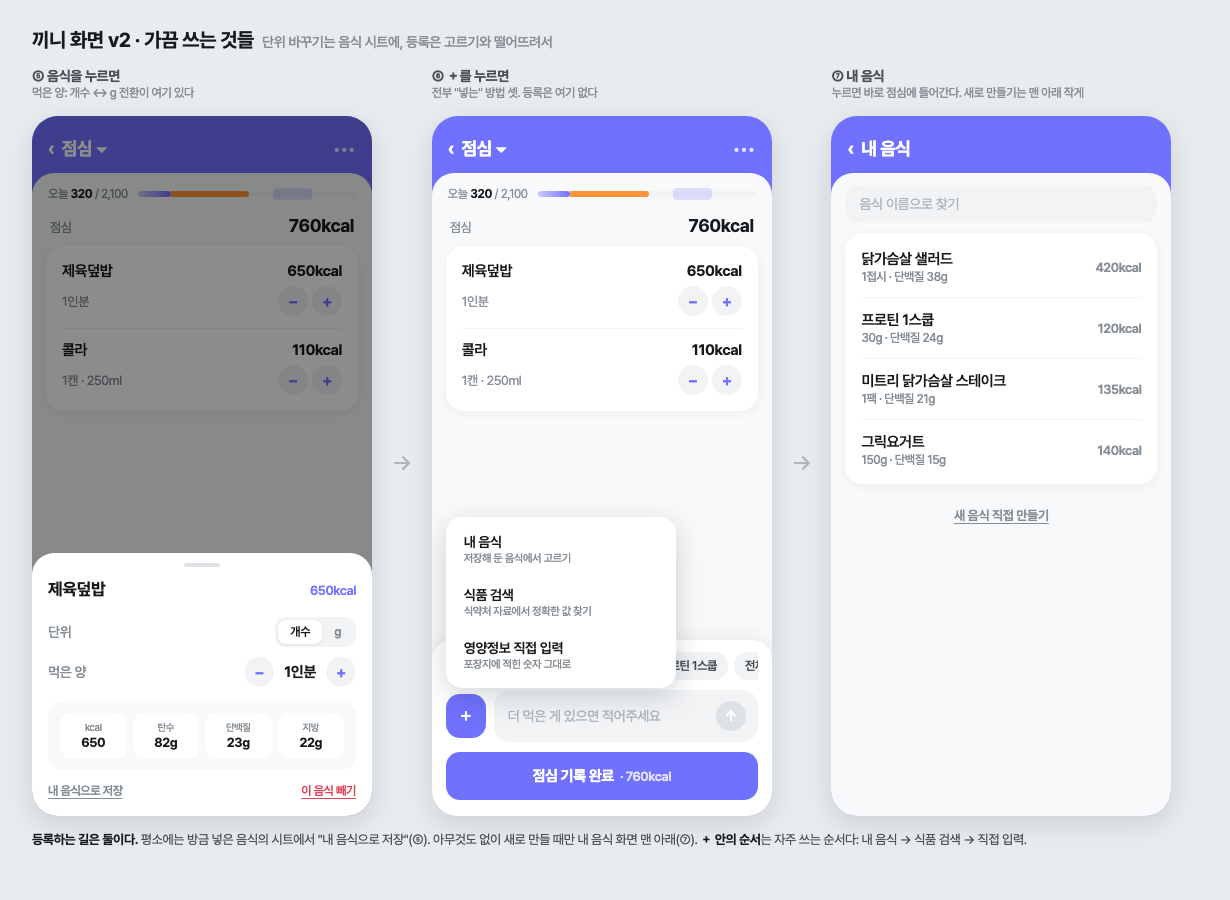 끼니 화면 v2 · 가끔 쓰는 것들 단위 바꾸기는 음식 시트에, 등록은 고르기와 떨어뜨려서
⑤ 음식을 누르면
먹은 양: 개수 ↔ g 전환이 여기 있다
‹ 점심
오늘 320 / 2,100
점심 760kcal
제육덮밥 650kcal
1인분 − +
콜라 110kcal
1캔 · 250ml − +
제육덮밥 650kcal
단위 개수 g
먹은 양 − 1인분 +
kcal 탄수 단백질 지방
650 82g 23g 22g
내 음식으로 저장 이 음식 빼기
⑥ +를 누르면
전부 "넣는" 방법 셋. 등록은 여기 없다
‹ 점심
오늘 320 / 2,100
점심 760kcal
제육덮밥 650kcal
1인분 − +
콜라 110kcal
1캔 · 250ml − +
내 음식
저장해 둔 음식에서 고르기
식품 검색
식약처 자료에서 정확한 값 찾기
영양정보 직접 입력
포장지에 적힌 숫자 그대로
1스쿱
+ 더 먹은 게 있으면 적어주세요
점심 기록 완료 · 760kcal
⑦ 내 음식
누르면 바로 점심에 들어간다. 새로 만들기는 맨 아래 작게
‹ 내 음식
음식 이름으로 찾기
닭가슴살 샐러드 420kcal
1접시 · 단백질 38g
프로틴 1스쿱 120kcal
30g · 단백질 24g
미트리 닭가슴살 스테이크 135kcal
1팩 · 단백질 21g
그릭요거트 140kcal
150g · 단백질 15g
새 음식 직접 만들기
등록하는 길은 둘이다. 평소에는 방금 넣은 음식의 시트에서 "내 음식으로 저장"(⑤). 아무것도 없이 새로 만들 때만 내 음식 화면 맨 아래(⑦). + 안의 순서는 자주 쓰는 순서다: 내 음식 → 식품 검색 → 직접 입력.